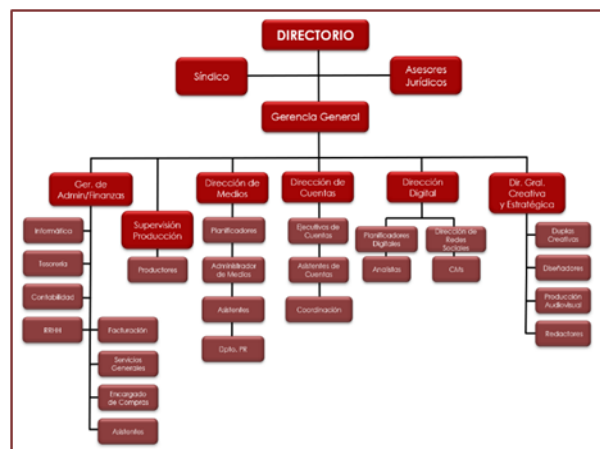 DIRECTORIO
Síndico
Asesores
Jurídicos
Gerencia General
Ger. de
Admin/Finanzas
Supervisión
Producción
Dirección de
Medios
Dirección de
Cuentas
Dirección
Digital
Dir. Gral.
Creativa
y Estratégica
Informática
Tesorería
Contabilidad
RRHH
Facturación
Servicios
Generales
Encargado
de Compras
Asistentes
Productores
Planificadores
Administrador
de Medios
Asistentes
Dpto. PR
Ejecutivos de
Cuentas
Asistentes de
Cuentas
Coordinación
Planificadores
Digitales
Analistas
Dirección de
Redes
Sociales
CMs
Duplas
Creativas
Diseñadores
Producción
Audiovisual
Redactores